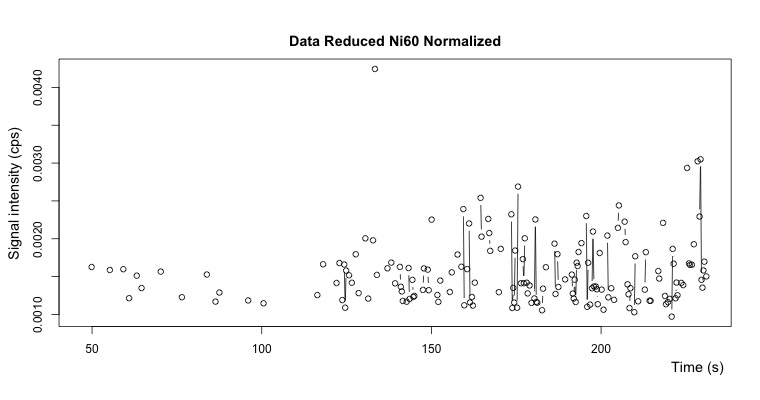 Data Reduced Ni60 Normalized
Signal intensity (cps)
0.0040
0.0030
0.0020
0.0010
50 100 150 200
Time (s)